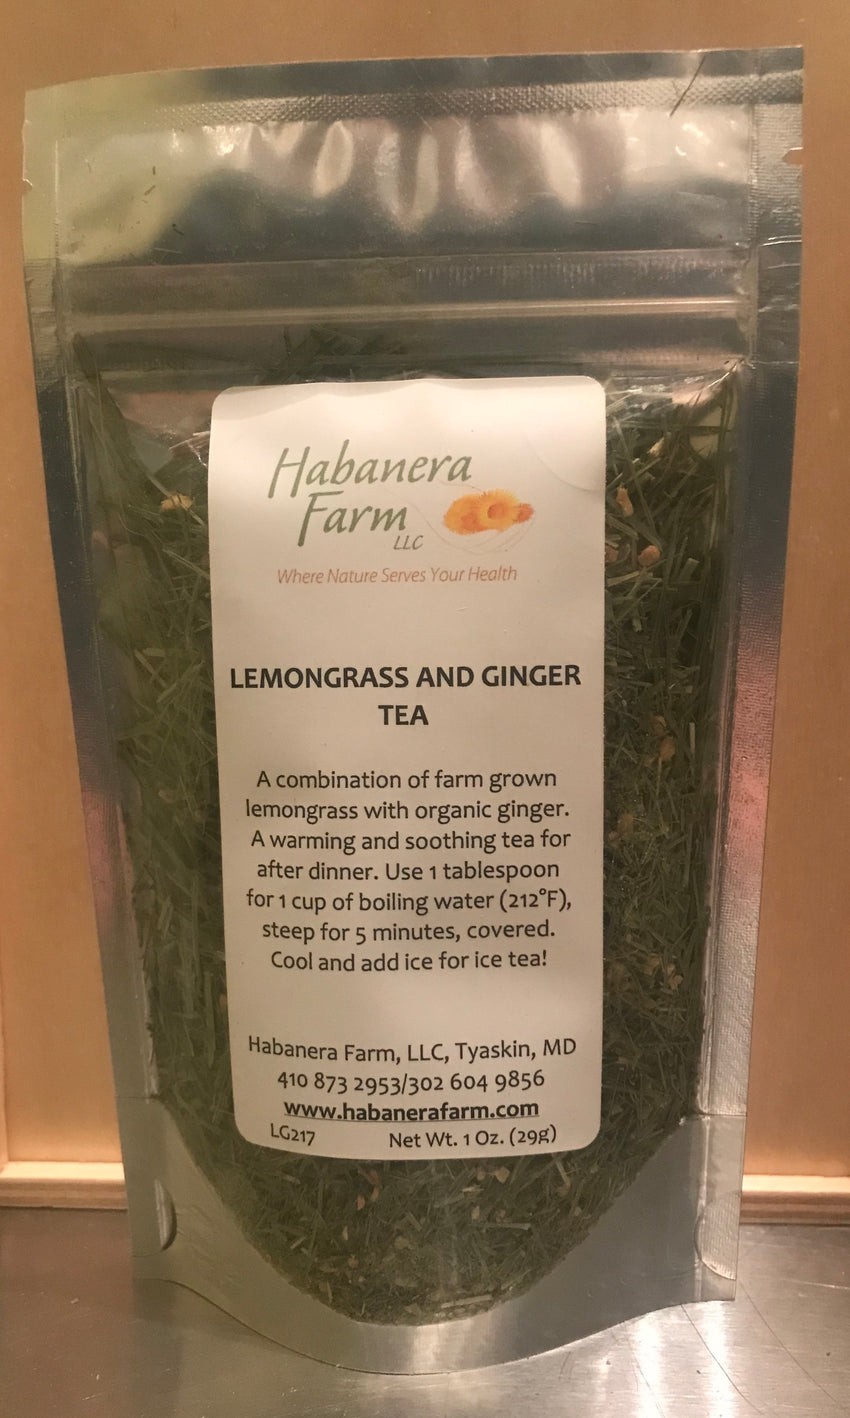 Habanera
Farm
LLC
Where Nature Serves Your Health
LEMONGRASS AND GINGER
TEA
A combination of farm grown
lemongrass with organic ginger.
A warming and soothing tea for
after dinner. Use 1 tablespoon
for 1 cup of boiling water (212°F),
steep for 5 minutes, covered.
Cool and add ice for ice tea!
Habanera Farm, LLC, Tyaskin, MD
410 873 2953/302 604 9856
www.habanerafarm.com
LG217 Net Wt. 1 Oz. (29g)